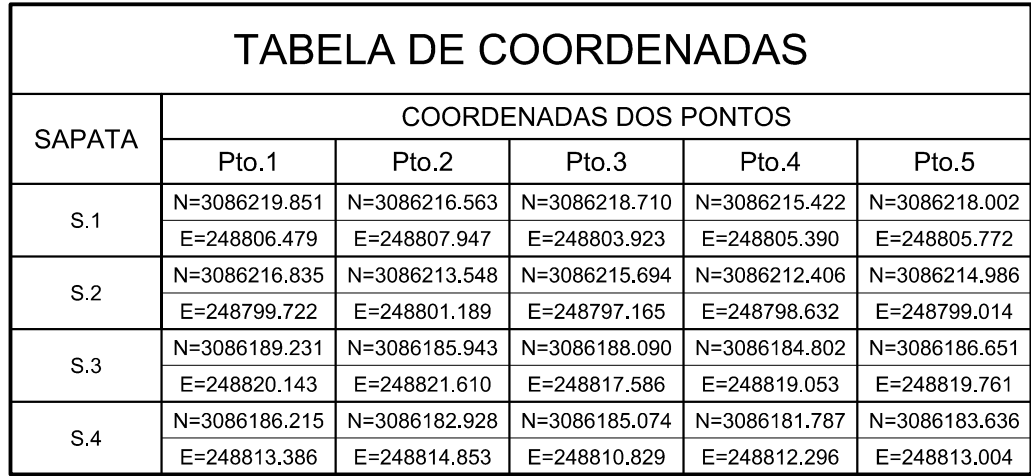 TABELA DE COORDENADAS
SAPATA
COORDENADAS DOS PONTOS
Pto.1 Pto.2 Pto.3 Pto.4 Pto.5
S.1
N=3086219.851 N=3086216.563 N=3086218.710 N=3086215.422 N=3086218.002
E=248806.479 E=248807.947 E=248803.923 E=248805.390 E=248805.772
S.2
N=3086216.835 N=3086213.548 N=3086215.694 N=3086212.406 N=3086214.986
E=248799.722 E=248801.189 E=248797.165 E=248798.632 E=248799.014
S.3
N=3086189.231 N=3086185.943 N=3086188.090 N=3086184.802 N=3086186.651
E=248820.143 E=248821.610 E=248817.586 E=248819.053 E=248819.761
S.4
N=3086186.215 N=3086182.928 N=3086185.074 N=3086181.787 N=3086183.636
E=248813.386 E=248814.853 E=248810.829 E=248812.296 E=248813.004